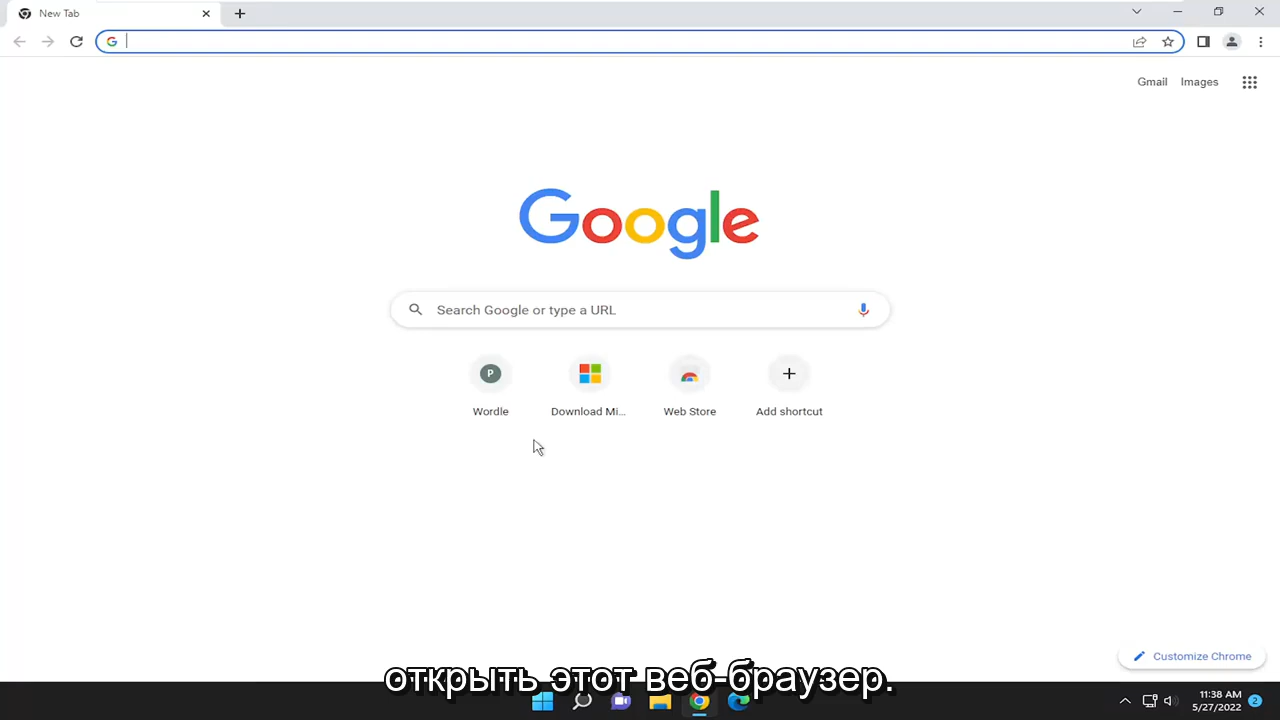 New Tab
Gmail
Images
Google
Search Google or type a URL
P
Wordle
Download Mi...
Web Store
Add shortcut
Customize Chrome
открыть этот веб-браузер.
11:38 AM
5/27/2022
2